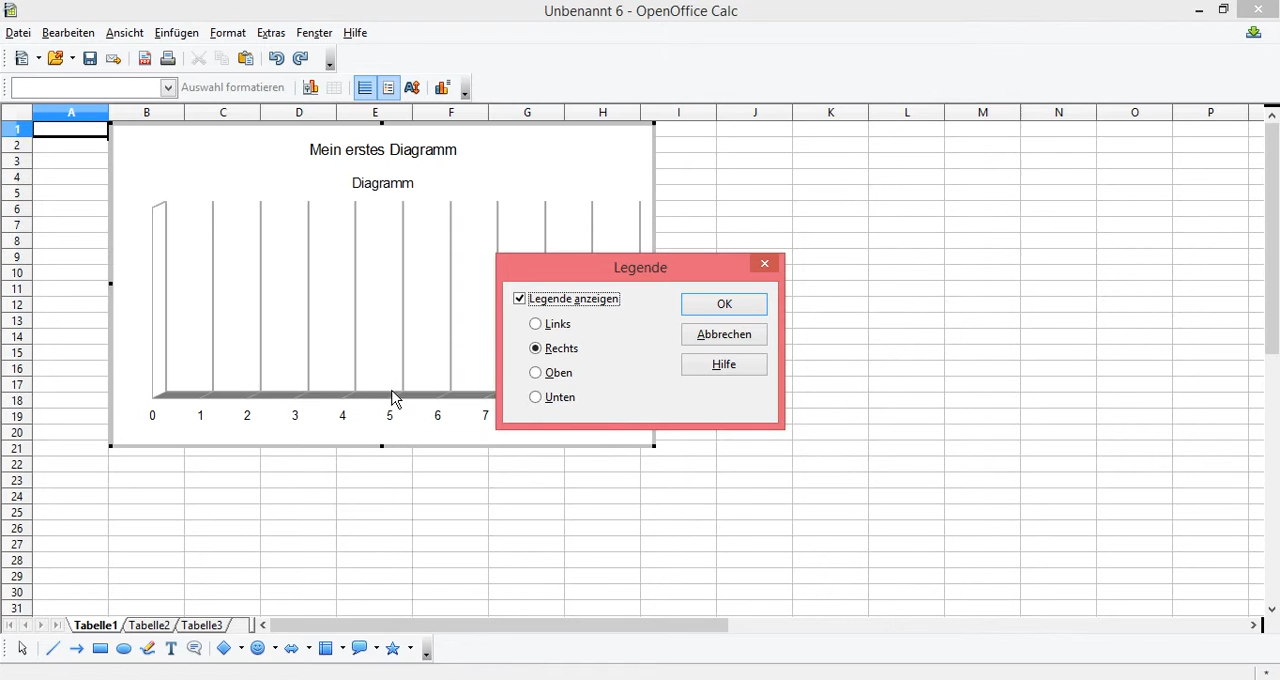 Unbenannt 6 - OpenOffice Calc
Datei Bearbeiten Ansicht Einfügen Format Extras Fenster Hilfe
Auswahl formatieren
A B C D E F G H I J K L M N O P
1
2
3
4
5
6
7
8
9
10
11
12
13
14
15
16
17
18
19
20
21
22
23
24
25
26
27
28
29
30
31
Mein erstes Diagramm
Diagramm
0 1 2 3 4 5 6 7
Legende
Legende anzeigen
Links
Rechts
Oben
Unten
OK
Abbrechen
Hilfe
Tabelle1 Tabelle2 Tabelle3
T
*